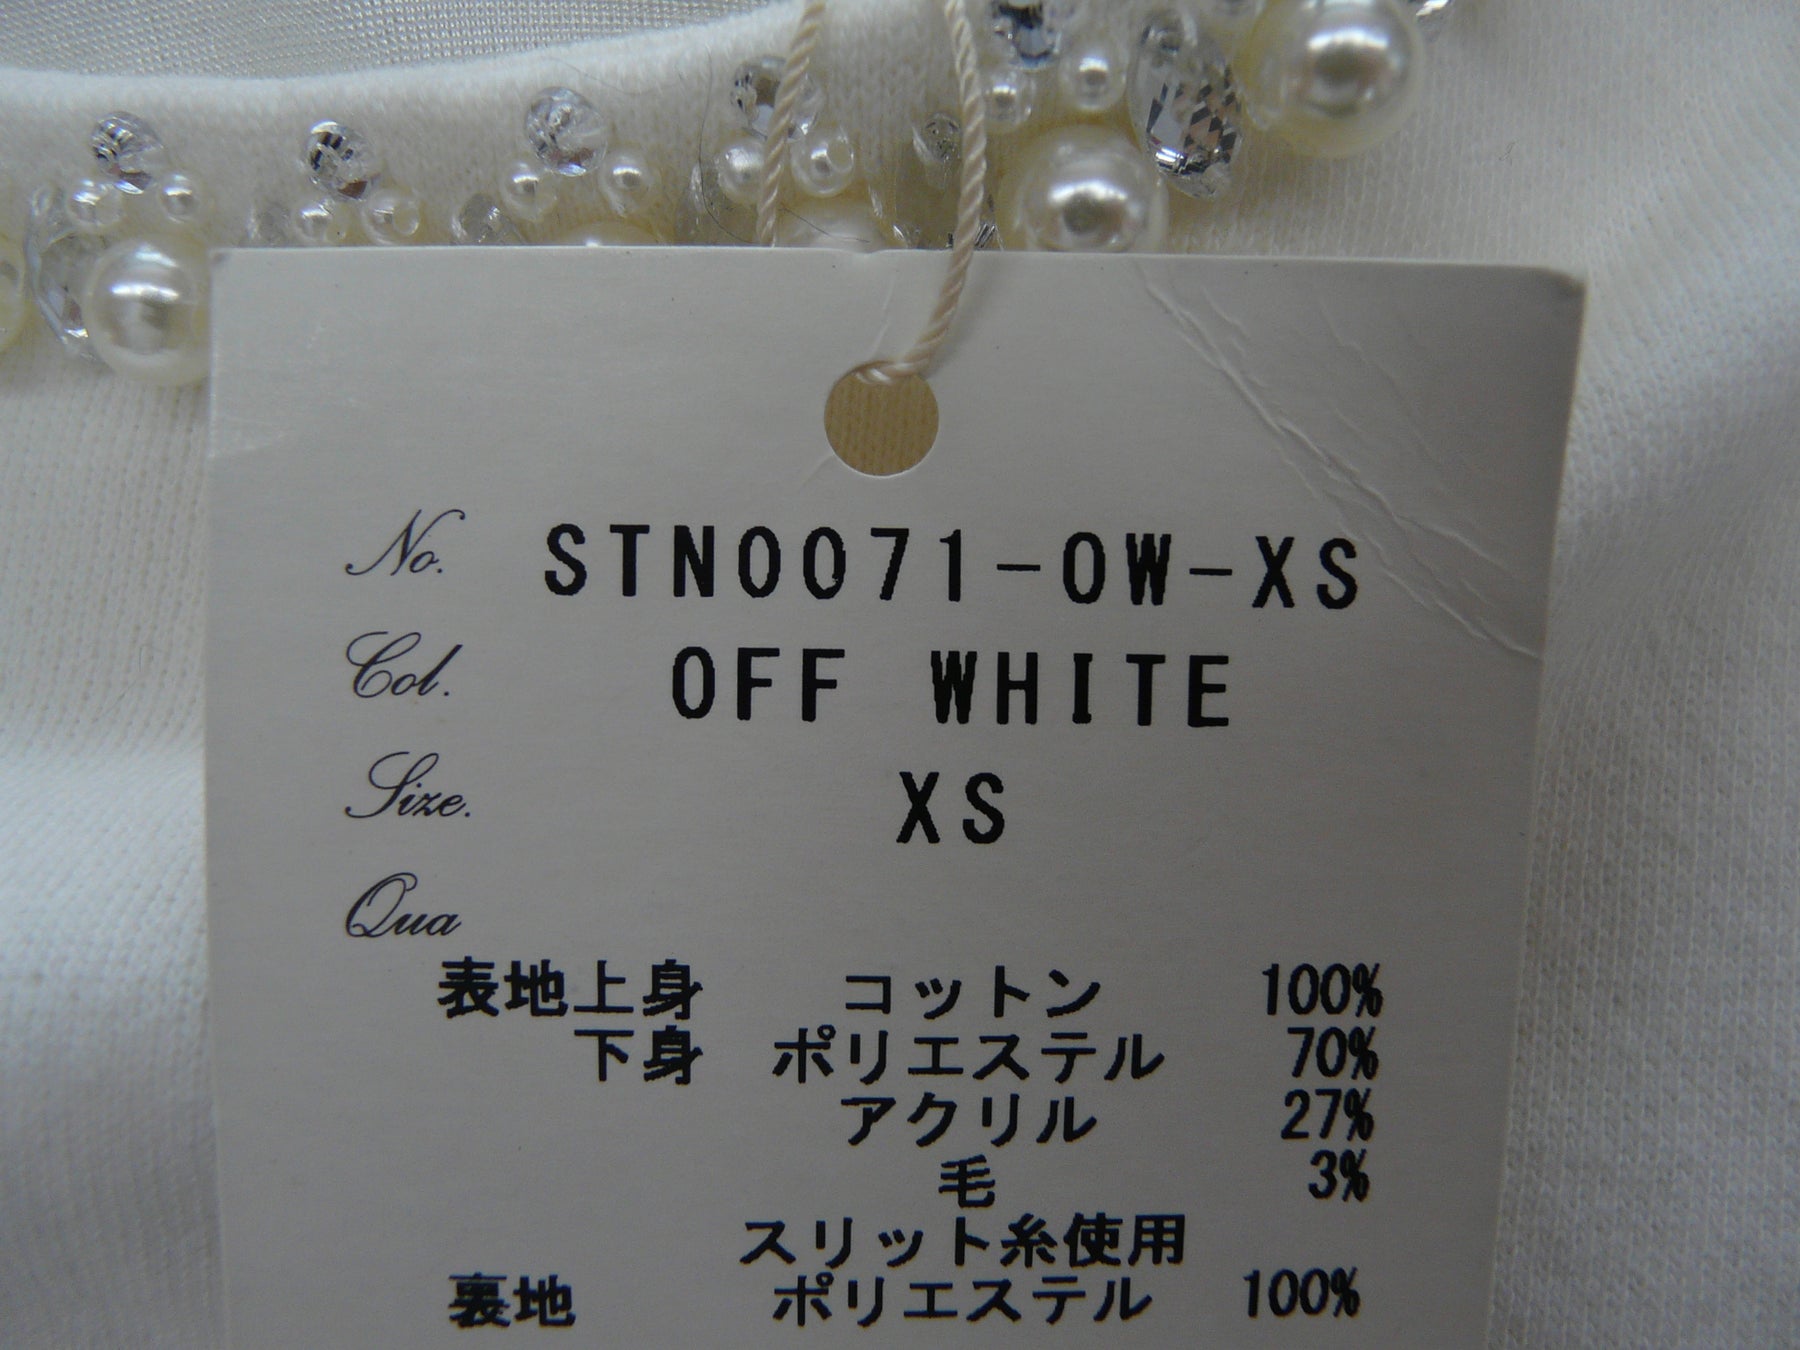 No. STN0071-OW-XS
Col. OFF WHITE
Size. XS
Qua
表地上身 コットン 100%
下身 ポリエステル 70%
アクリル 27%
毛 3%
スリット糸使用
裏地 ポリエステル 100%